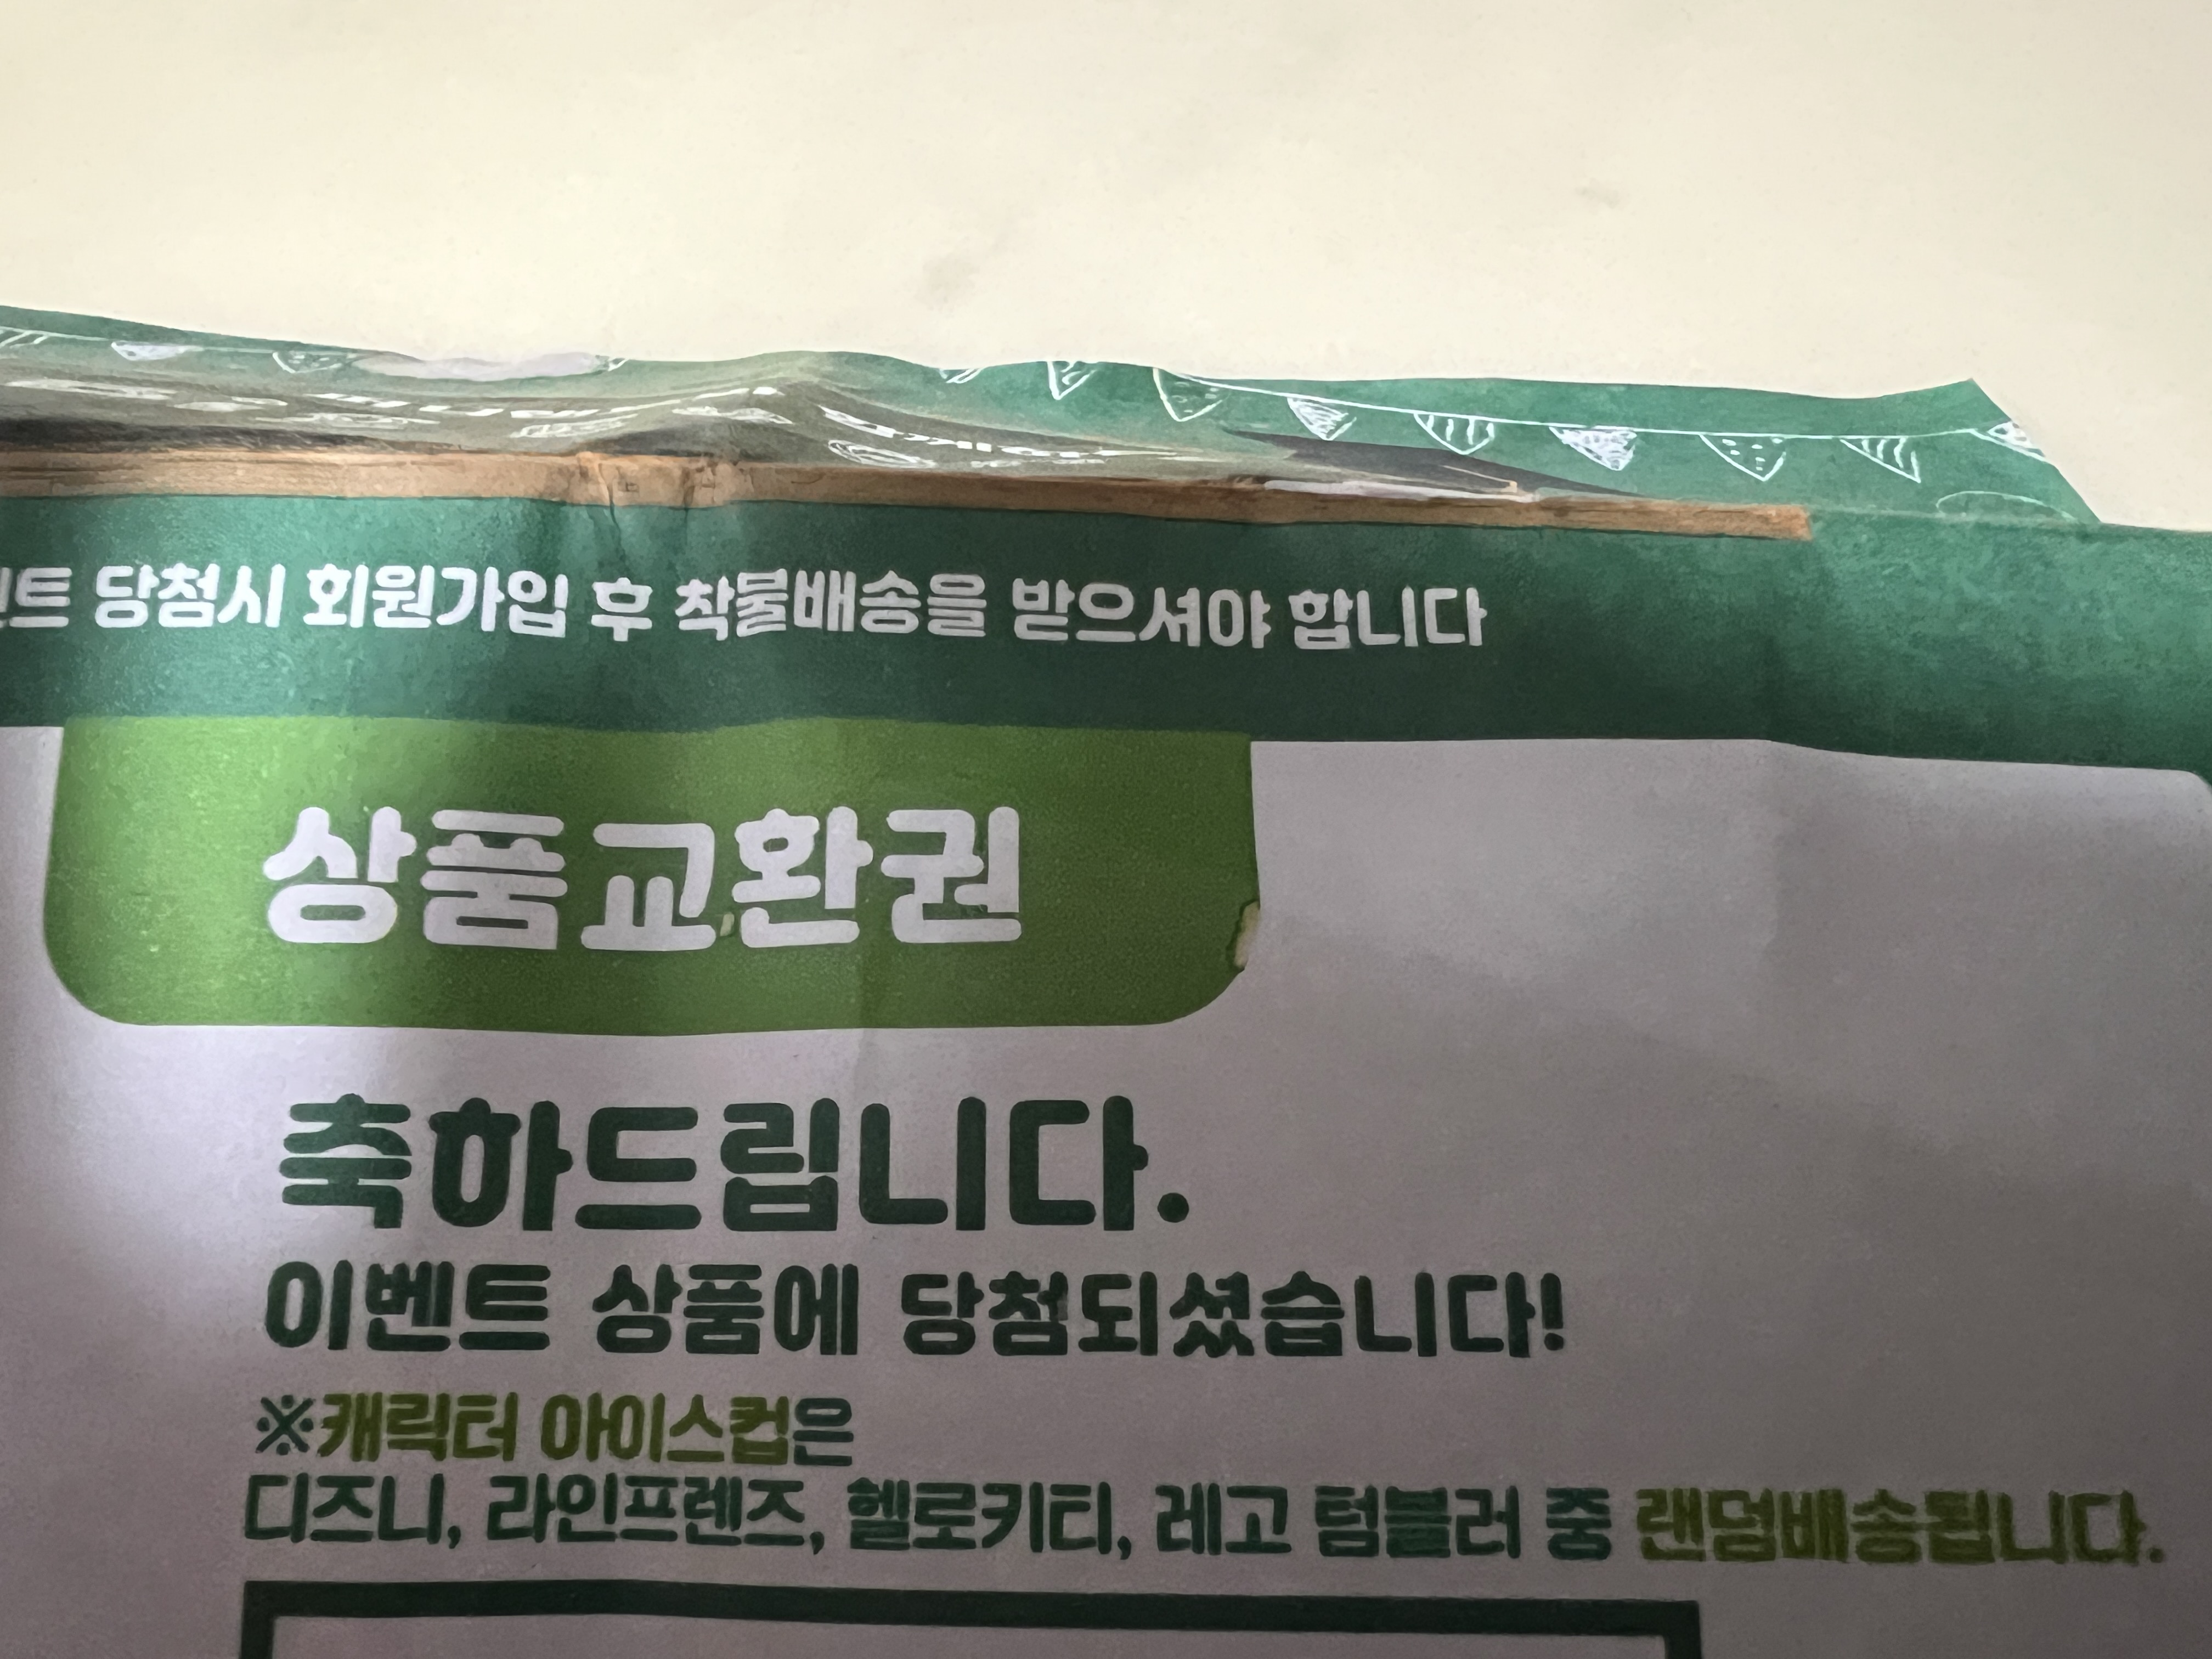 당첨시 회원가입 후 착불배송을 받으셔야 합니다
상품교환권
축하드립니다.
이벤트 상품에 당첨되셨습니다!
※캐릭터 아이스컵은
디즈니, 라인프렌즈, 헬로키티, 레고 텀블러 중 랜덤배송됩니다.